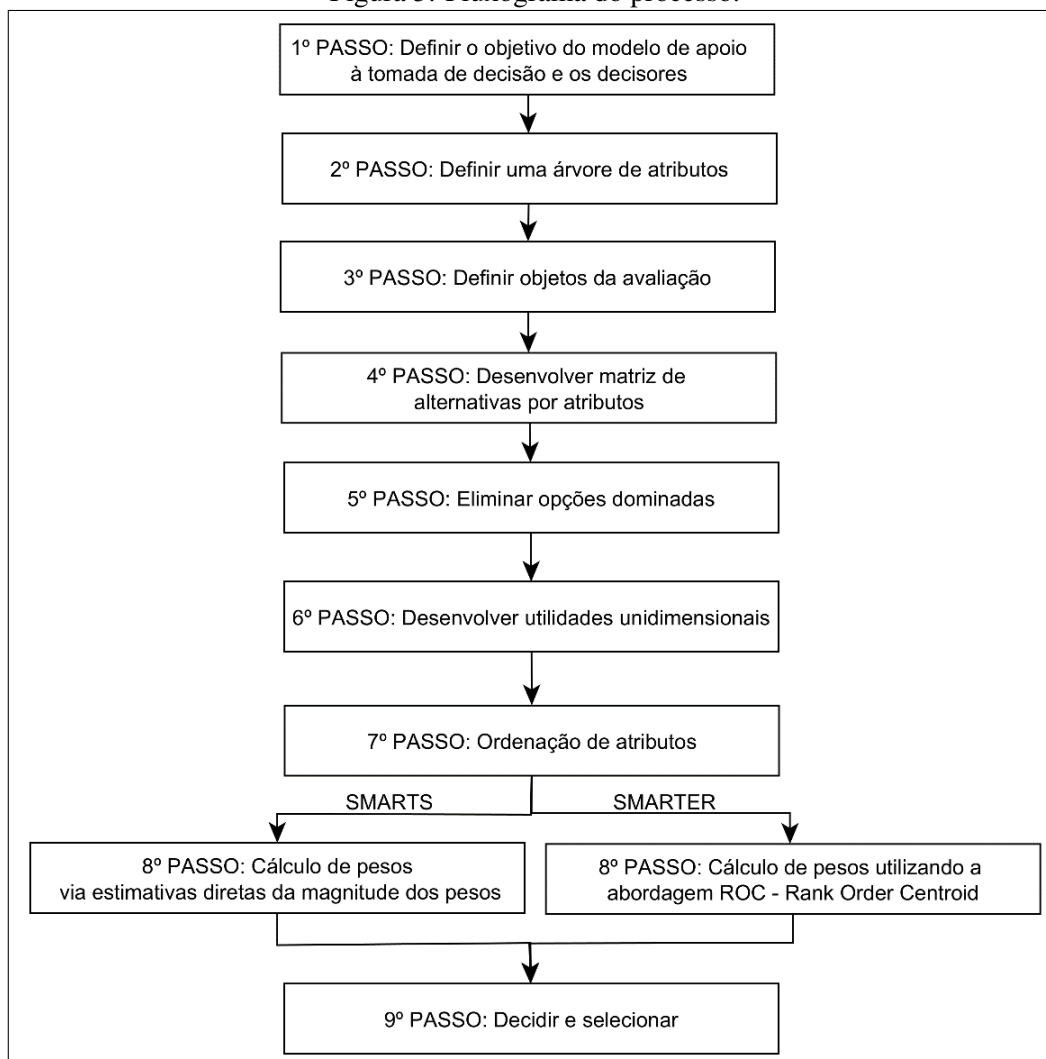 Figura 3: Fluxograma do processo.
1º PASSO: Definir o objetivo do modelo de apoio
à tomada de decisão e os decisores
2º PASSO: Definir uma árvore de atributos
3º PASSO: Definir objetos da avaliação
4º PASSO: Desenvolver matriz de
alternativas por atributos
5º PASSO: Eliminar opções dominadas
6º PASSO: Desenvolver utilidades unidimensionais
7º PASSO: Ordenação de atributos
SMARTS
SMARTER
8º PASSO: Cálculo de pesos
via estimativas diretas da magnitude dos pesos
8º PASSO: Cálculo de pesos utilizando a
abordagem ROC - Rank Order Centroid
9º PASSO: Decidir e selecionar